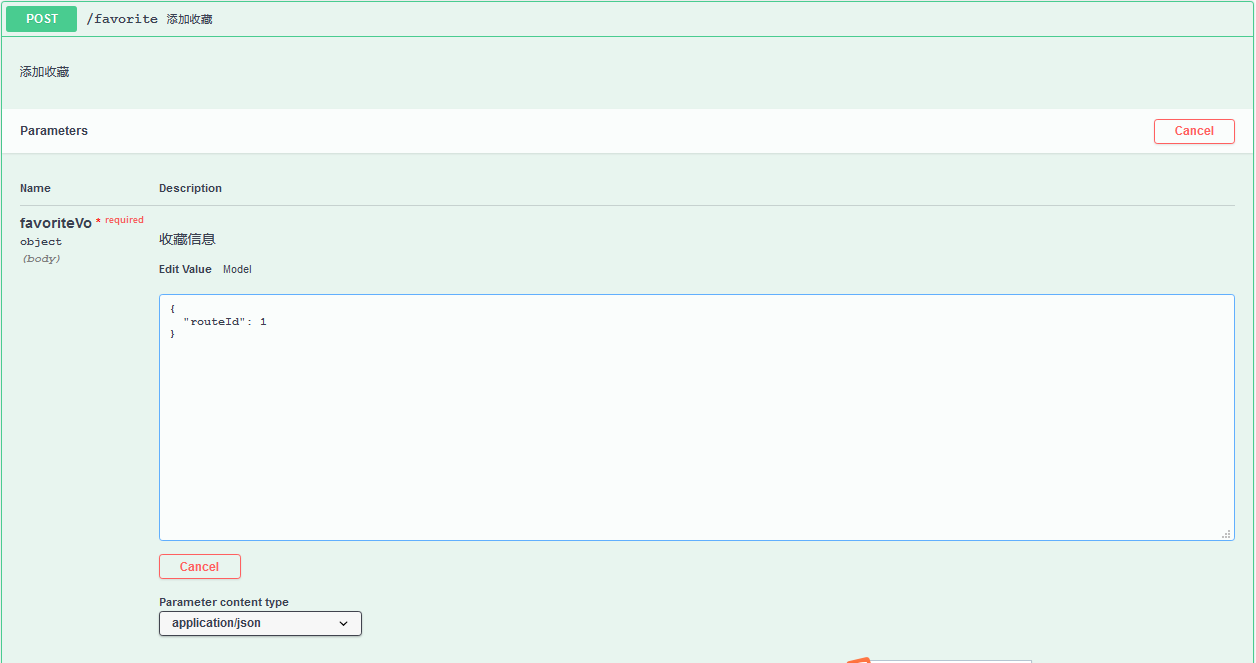 POST /favorite 添加收藏
添加收藏
Parameters
Cancel
Name Description
favoriteVo * required
object
(body)
收藏信息
Edit Value Model
{
  "routeId": 1
}
Cancel
Parameter content type
application/json